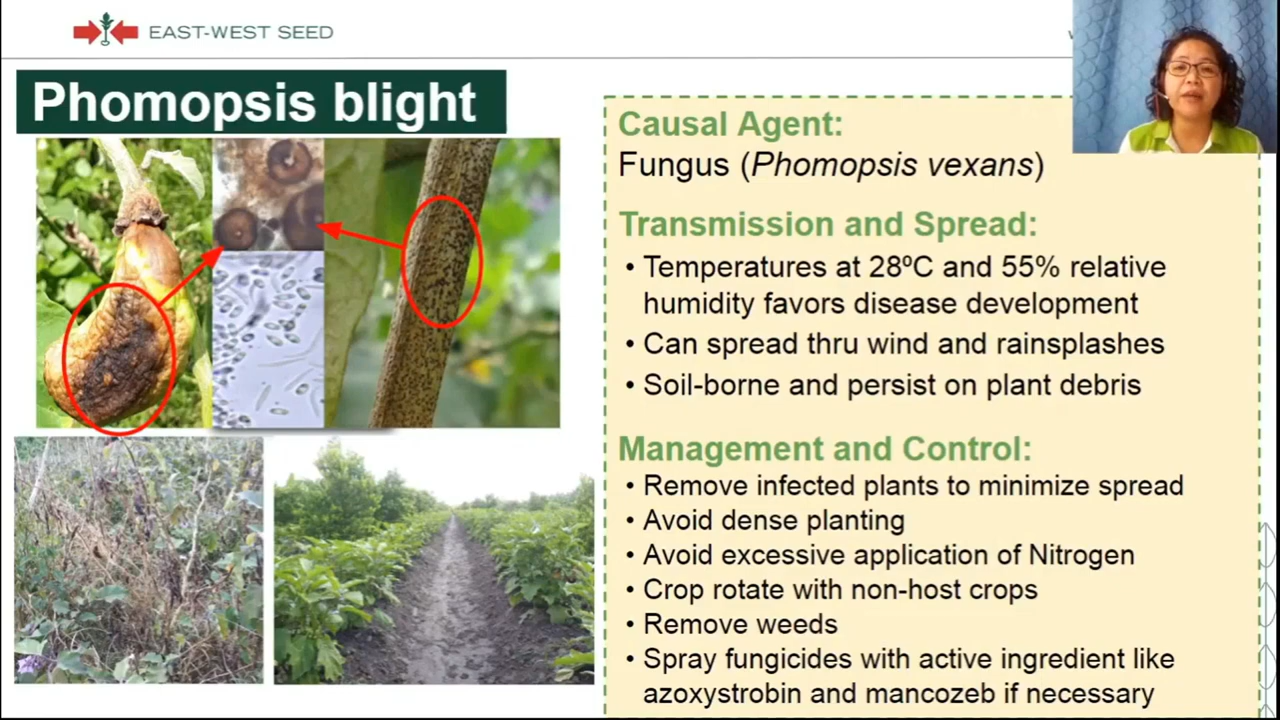 EAST-WEST SEED
Phomopsis blight
Causal Agent:
Fungus (Phomopsis vexans)
Transmission and Spread:
• Temperatures at 28ºC and 55% relative
humidity favors disease development
• Can spread thru wind and rainsplashes
• Soil-borne and persist on plant debris
Management and Control:
• Remove infected plants to minimize spread
• Avoid dense planting
• Avoid excessive application of Nitrogen
• Crop rotate with non-host crops
• Remove weeds
• Spray fungicides with active ingredient like
azoxystrobin and mancozeb if necessary